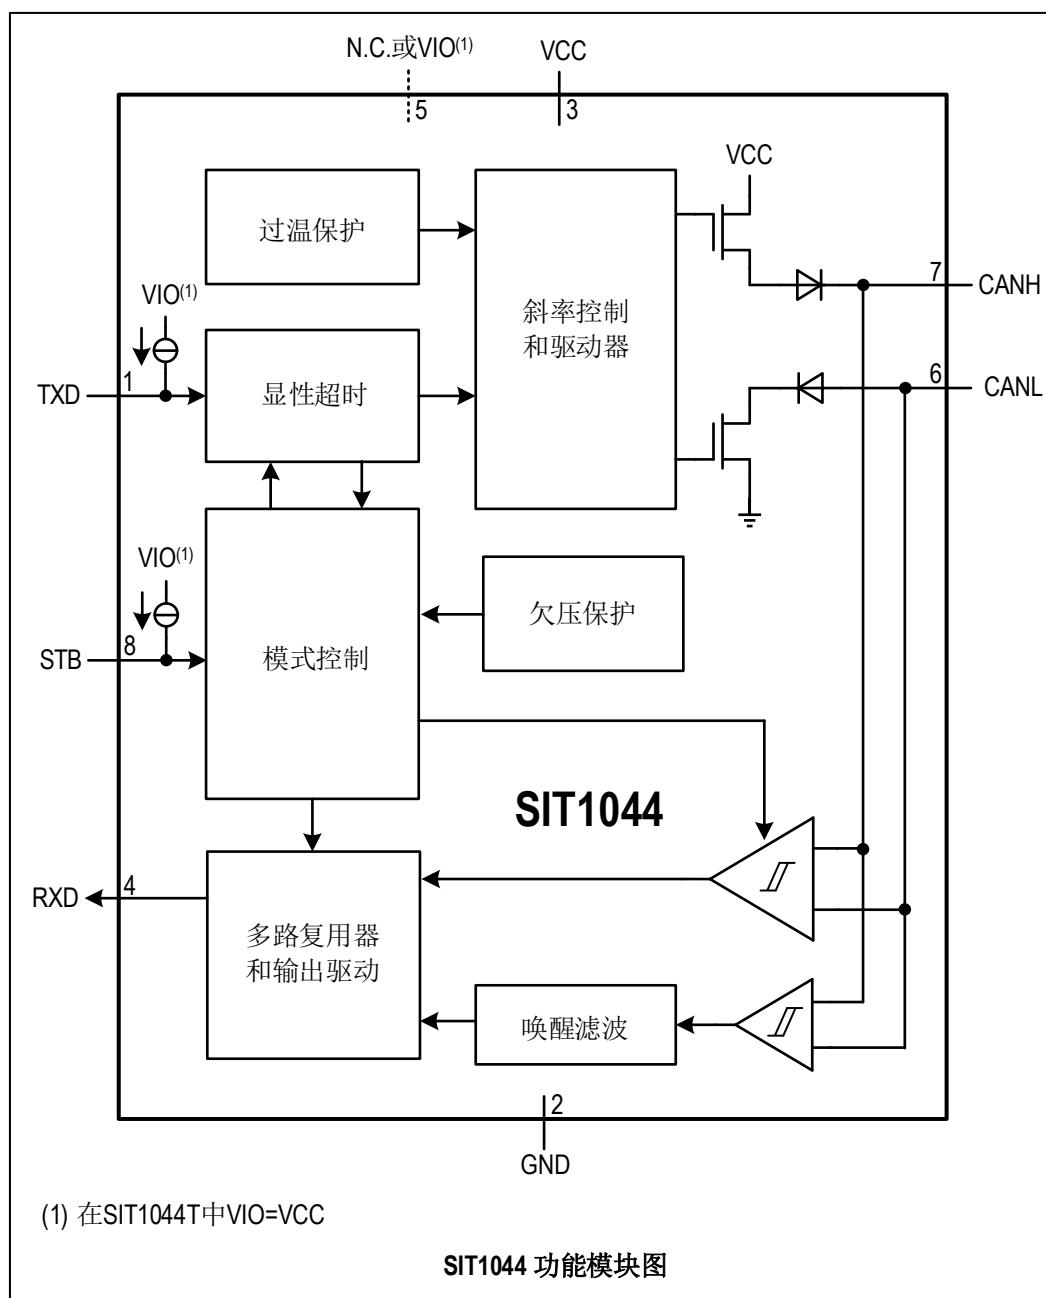 N.C.或VIO(1)
VCC
5
3
VCC
过温保护
7
CANH
VIO(1)
斜率控制
和驱动器
TXD
1
显性超时
6
CANL
VIO(1)
欠压保护
STB
8
模式控制
SIT1044
RXD
4
多路复用器
和输出驱动
唤醒滤波
2
GND
(1) 在SIT1044T中VIO=VCC
SIT1044 功能模块图